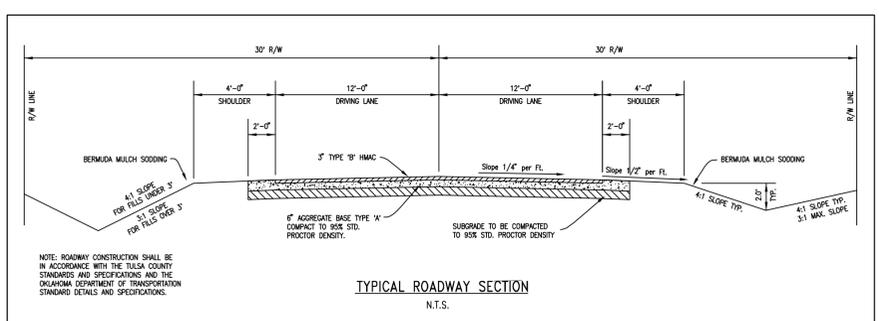 30' R/W
30' R/W
R/W LINE
4'-0"
SHOULDER
12'-0"
DRIVING LANE
12'-0"
DRIVING LANE
4'-0"
SHOULDER
R/W LINE
2'-0"
2'-0"
BERMUDA MULCH SODDING
3" TYPE 'B' HMAC
Slope 1/4" per Ft.
Slope 1/2" per Ft.
BERMUDA MULCH SODDING
4:1 SLOPE
FOR FILLS UNDER 3'
3:1 SLOPE
FOR FILLS OVER 3'
6" AGGREGATE BASE TYPE 'A'
COMPACT TO 95% STD.
PROCTOR DENSITY.
SUBGRADE TO BE COMPACTED
TO 95% STD. PROCTOR DENSITY
4:1 SLOPE TYP.
2.0'
TYP.
4:1 SLOPE TYP.
3:1 MAX. SLOPE
NOTE: ROADWAY CONSTRUCTION SHALL BE
IN ACCORDANCE WITH THE TULSA COUNTY
STANDARDS AND SPECIFICATIONS AND THE
OKLAHOMA DEPARTMENT OF TRANSPORTATION
STANDARD DETAILS AND SPECIFICATIONS.
TYPICAL ROADWAY SECTION
N.T.S.